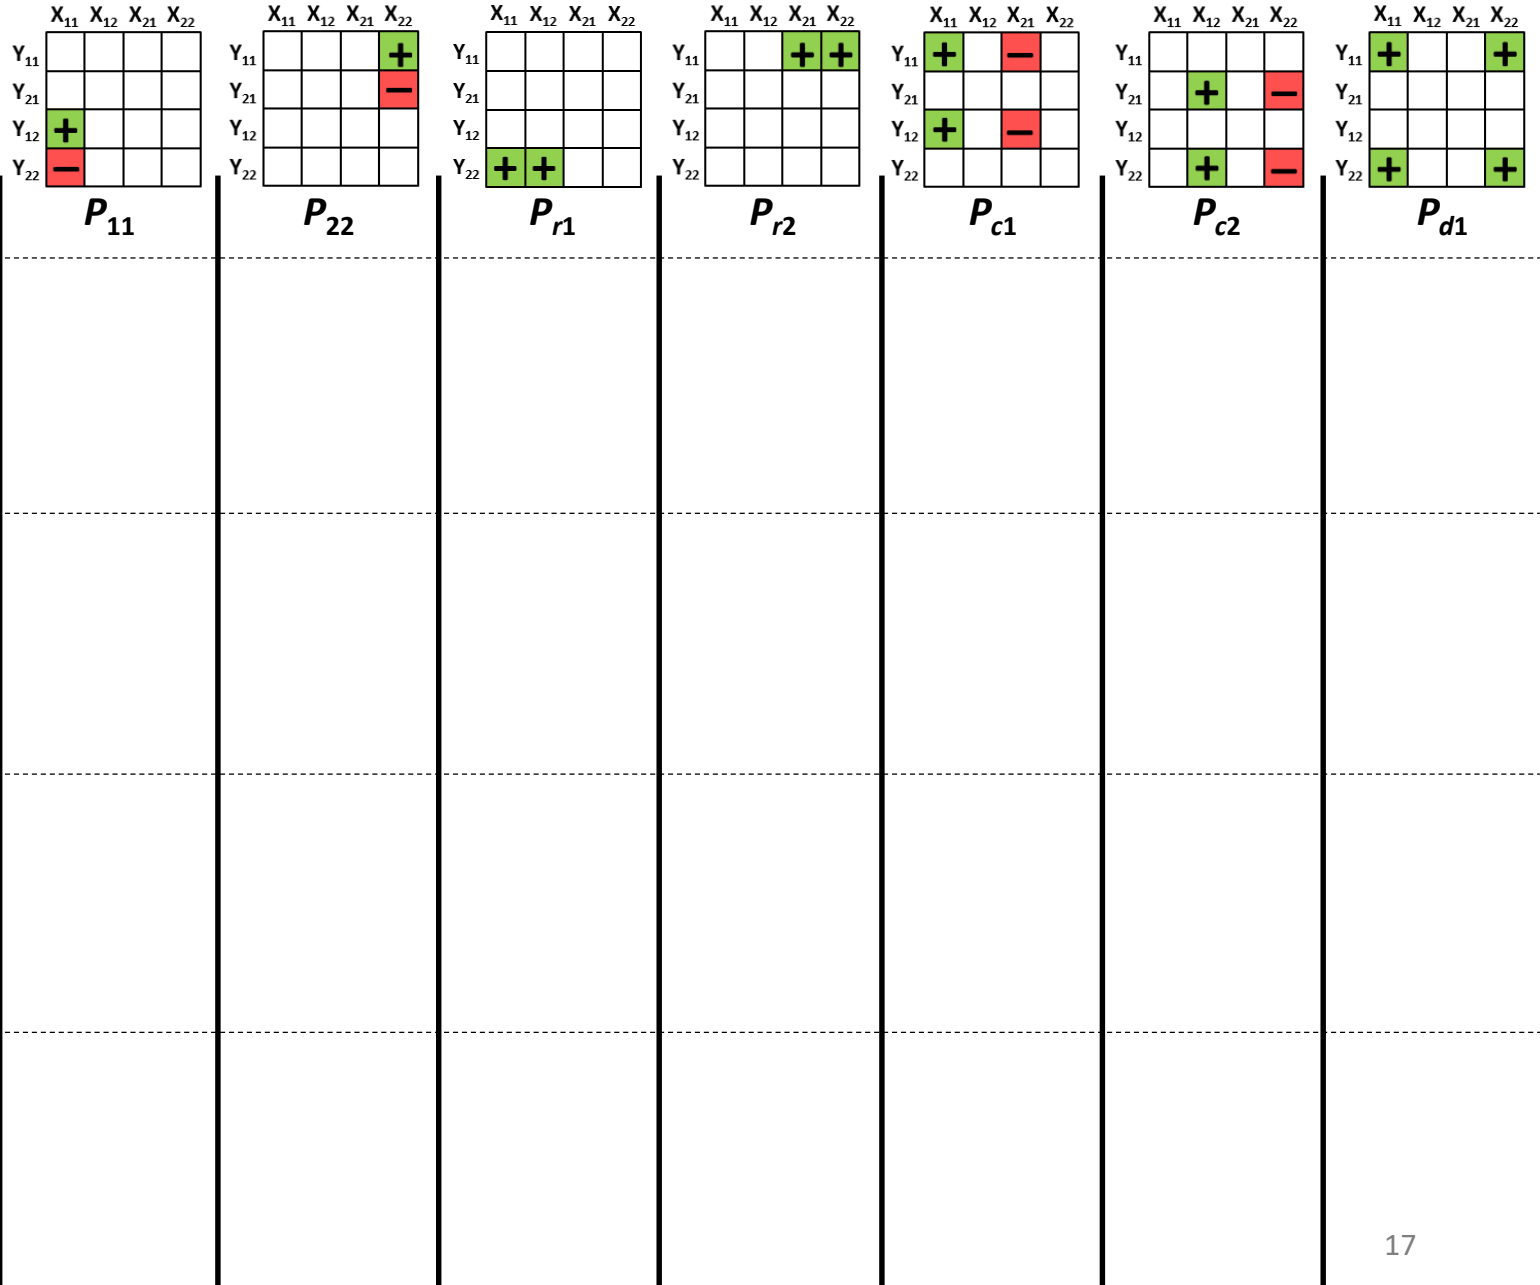 X11 X12 X21 X22 X11 X12 X21 X22 X11 X12 X21 X22 X11 X12 X21 X22 X11 X12 X21 X22 X11 X12 X21 X22 X11 X12 X21 X22
Y11 Y11 + Y11 Y11 + + Y11 + − Y11 Y11 + +
Y21 Y21 − Y21 Y21 Y21 Y21 + − Y21
Y12 + Y12 Y12 Y12 Y12 + − Y12 Y12
Y22 − Y22 Y22 + + Y22 Y22 Y22 + − Y22 + +
P11 P22 Pr1 Pr2 Pc1 Pc2 Pd1
17